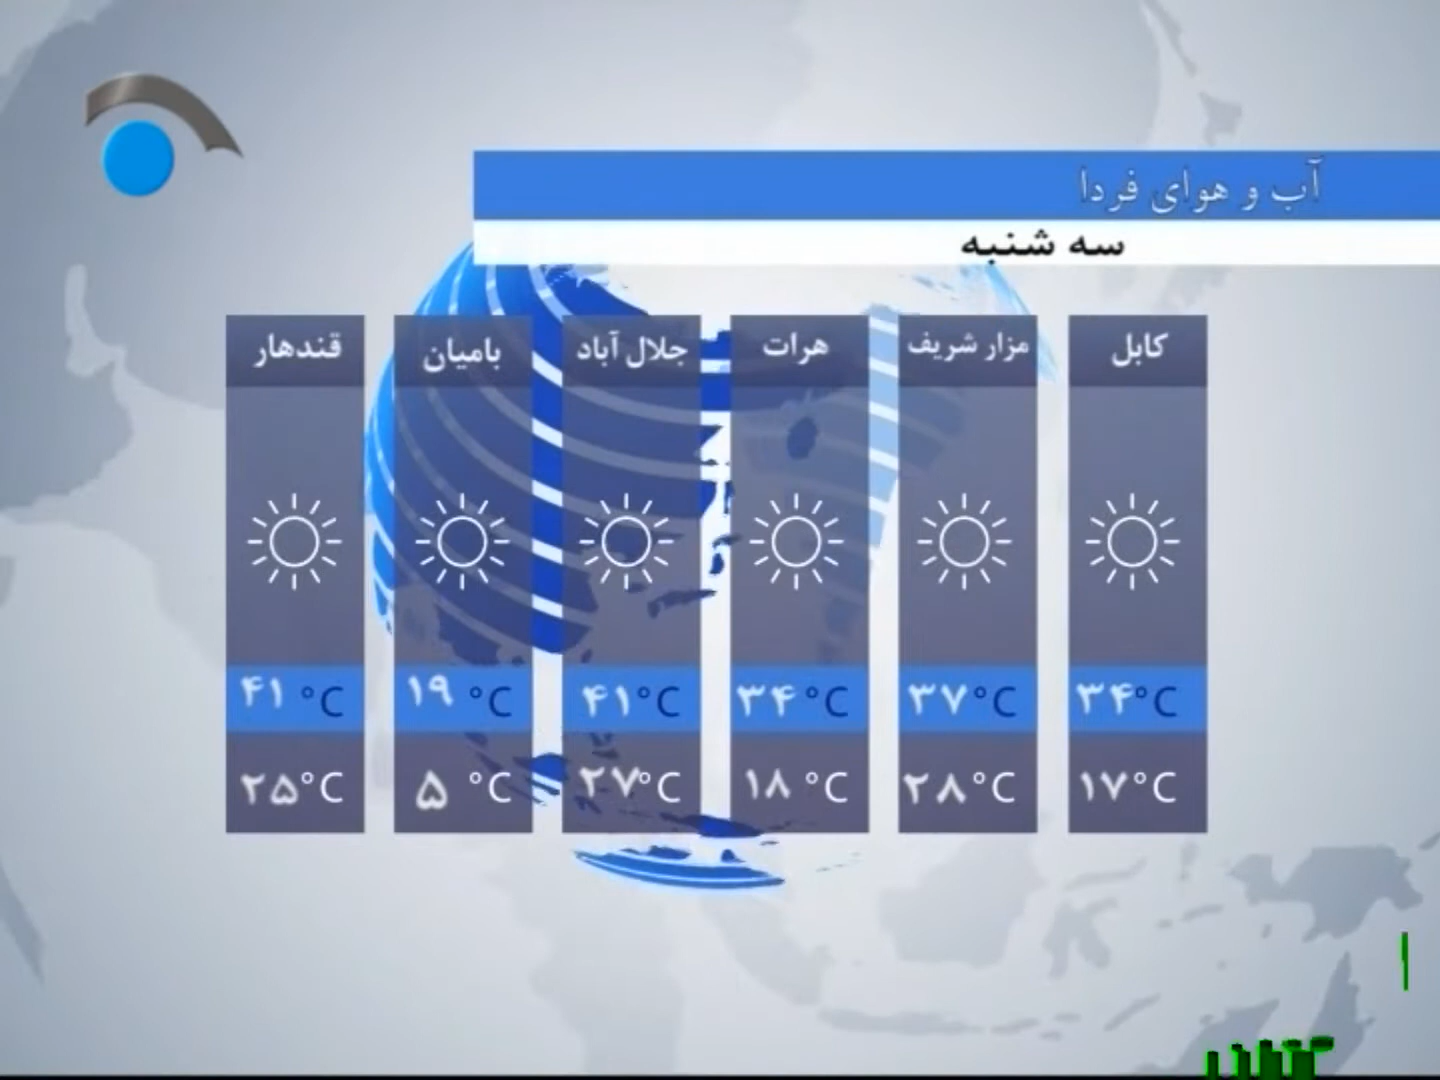 آب و هوای فردا
سه شنبه
کابل مزار شریف هرات جلال آباد بامیان قندهار
۳۴°C ۳۷°C ۳۴°C ۴۱°C ۱۹°C ۴۱°C
۱۷°C ۲۸°C ۱۸°C ۲۷°C ۵°C ۲۵°C